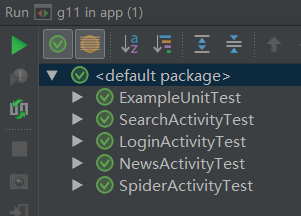 Run g11 in app (1)
<default package>
ExampleUnitTest
SearchActivityTest
LoginActivityTest
NewsActivityTest
SpiderActivityTest